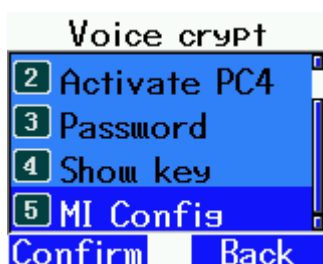 Voice crypt
2 Activate PC4
3 Password
4 Show key
5 MI Config
Confirm Back